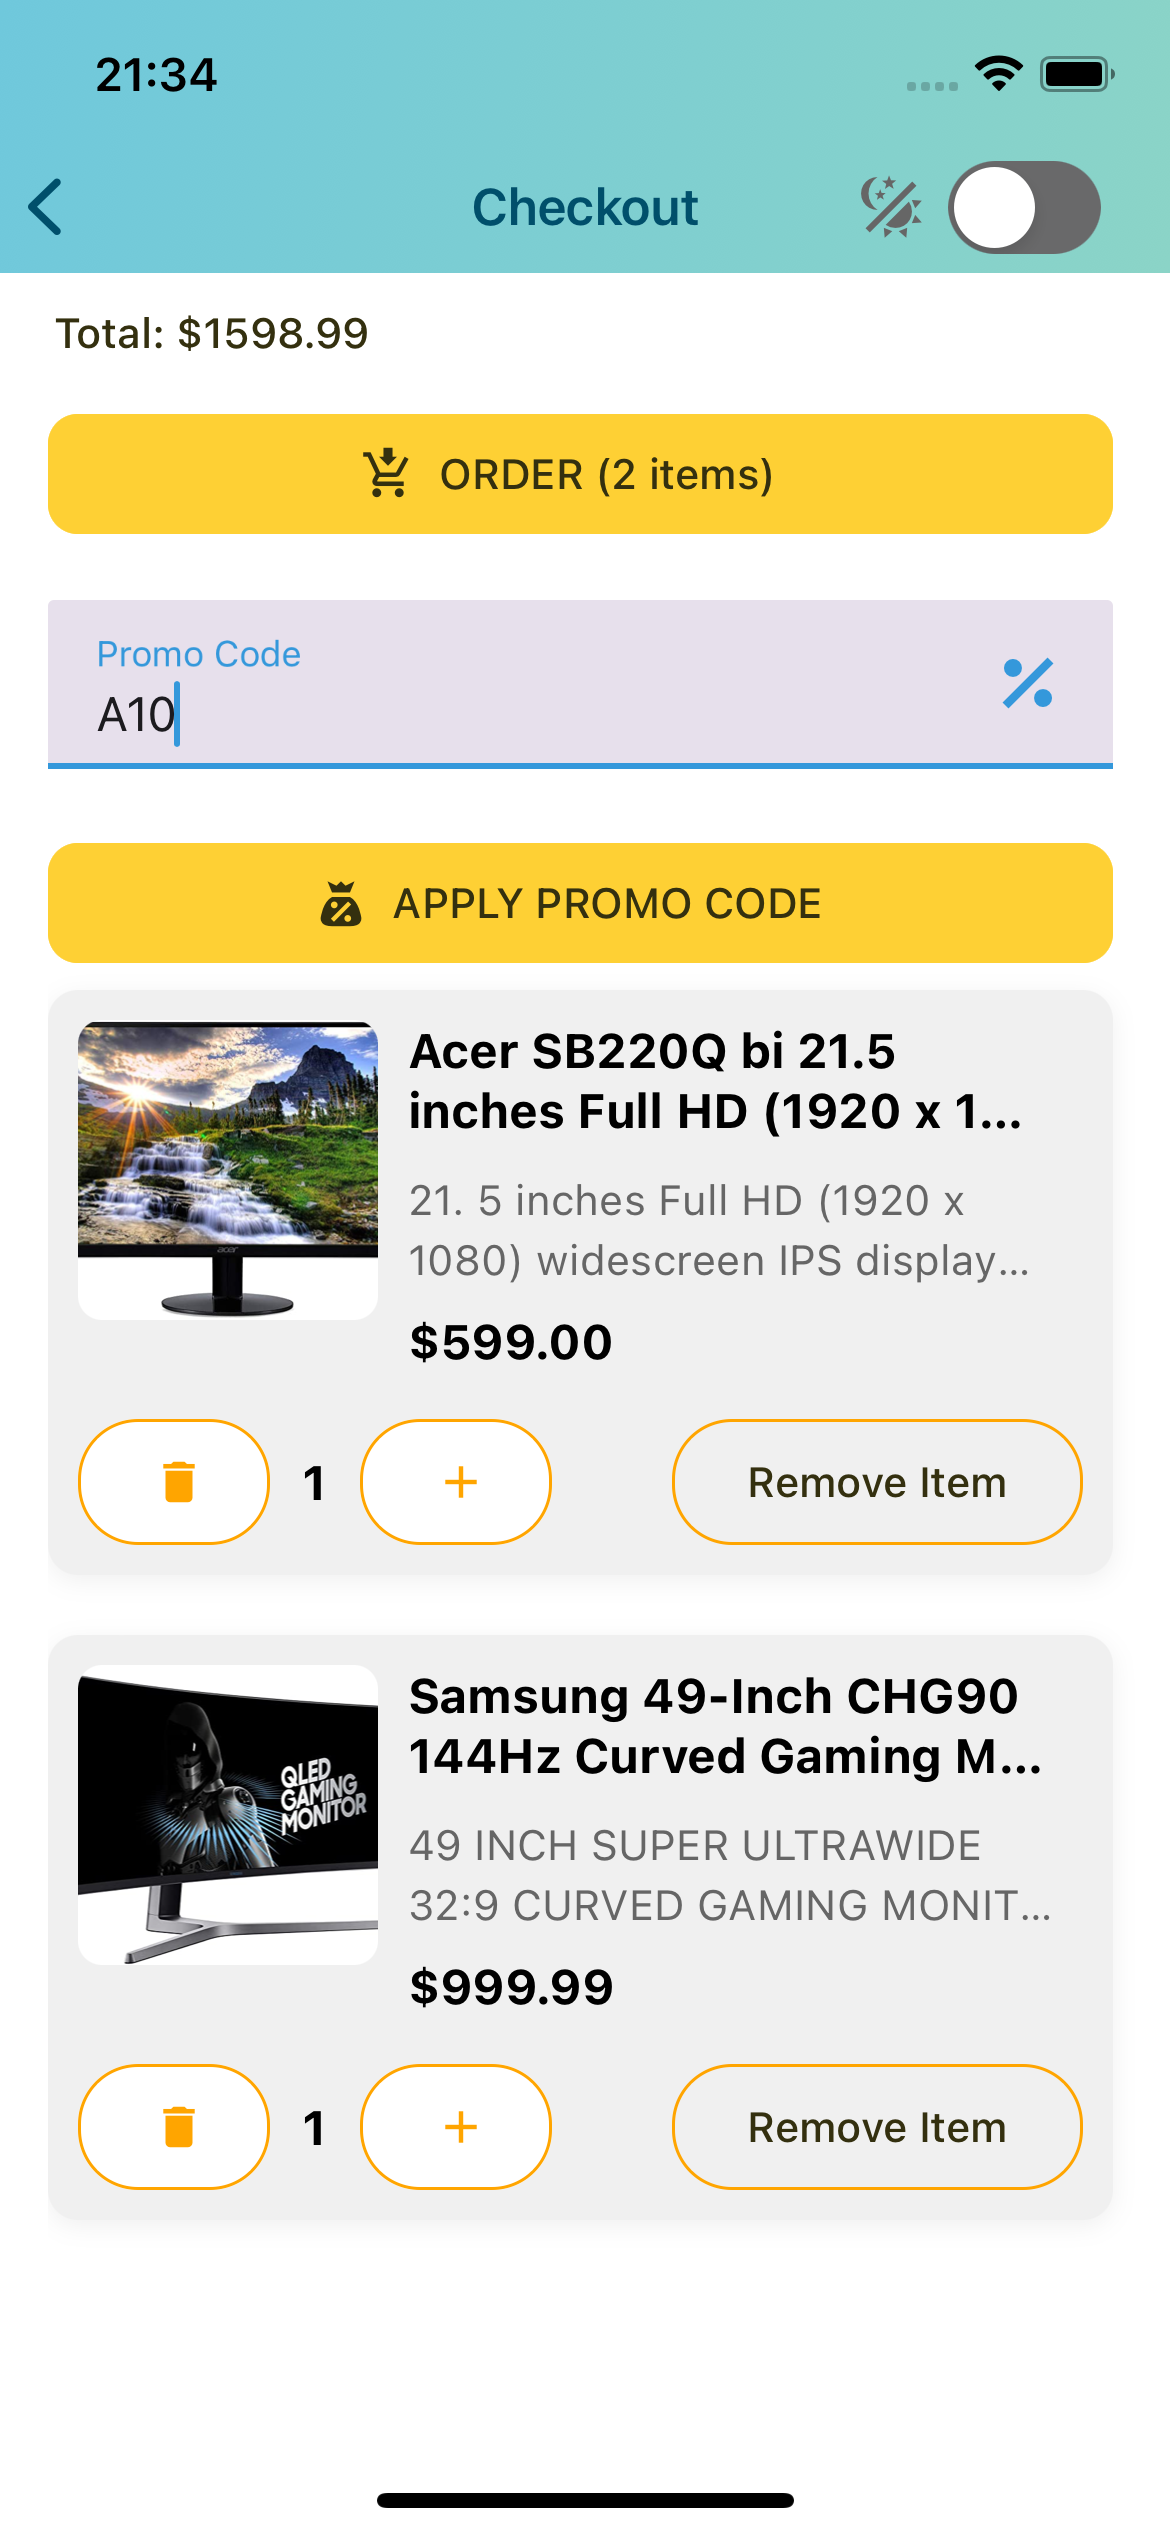 21:34
Checkout
Total: $1598.99
ORDER (2 items)
Promo Code
A10
APPLY PROMO CODE
acer
Acer SB220Q bi 21.5
inches Full HD (1920 x 1...
21. 5 inches Full HD (1920 x
1080) widescreen IPS display...
$599.00
1
+
Remove Item
QLED
GAMING
MONITOR
Samsung 49-Inch CHG90
144Hz Curved Gaming M...
49 INCH SUPER ULTRAWIDE
32:9 CURVED GAMING MONIT...
$999.99
1
+
Remove Item